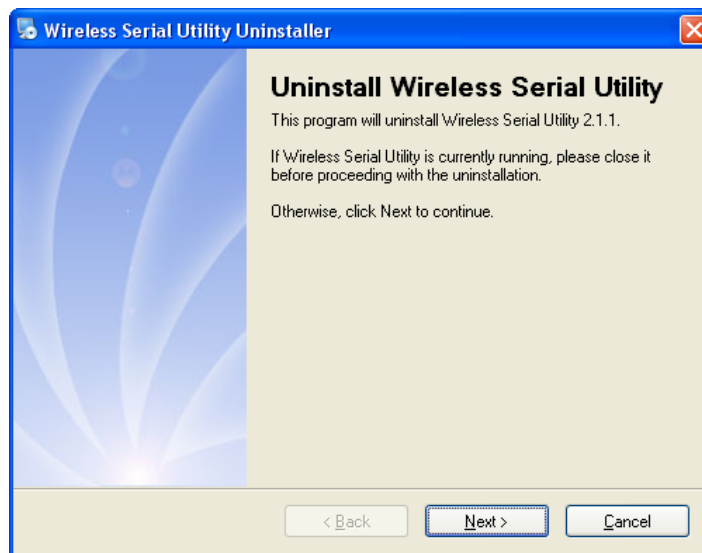 Wireless Serial Utility Uninstaller
Uninstall Wireless Serial Utility
This program will uninstall Wireless Serial Utility 2.1.1.
If Wireless Serial Utility is currently running, please close it
before proceeding with the uninstallation.
Otherwise, click Next to continue.
< Back
Next >
Cancel